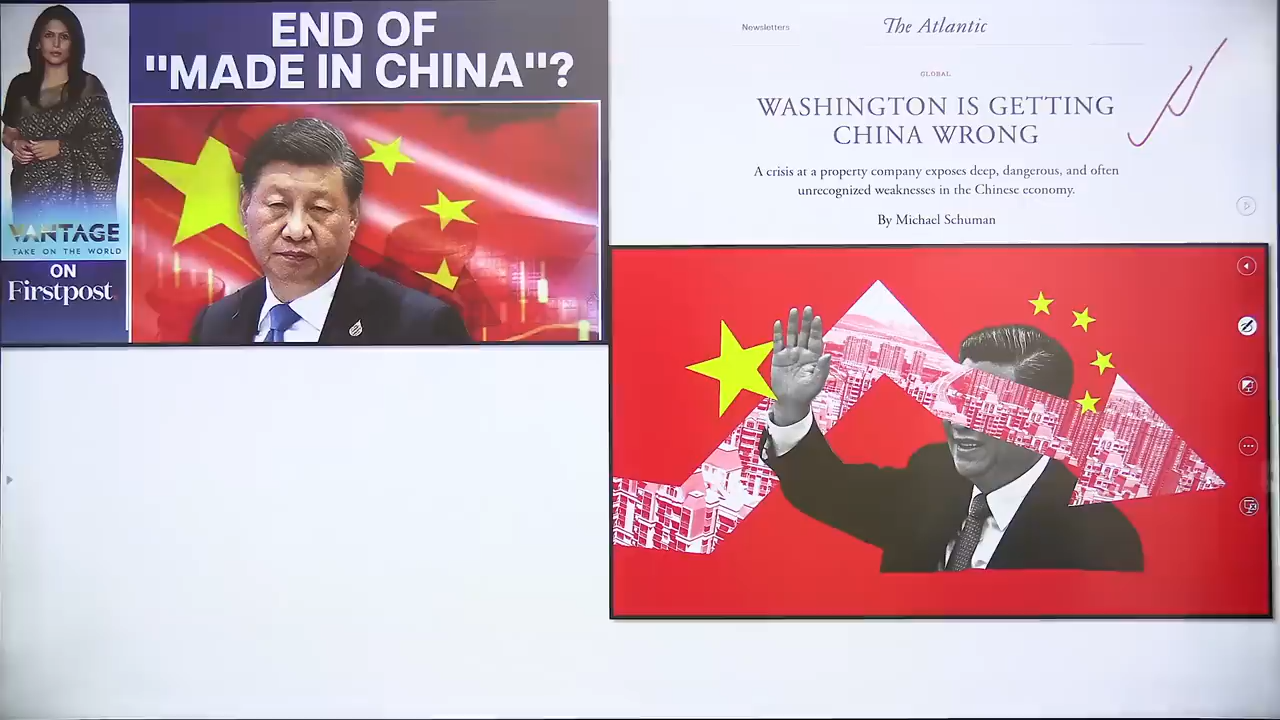 END OF
"MADE IN CHINA"?
VANTAGE
TAKE ON THE WORLD
ON
Firstpost.
Newsletters
The Atlantic
GLOBAL
WASHINGTON IS GETTING
CHINA WRONG
A crisis at a property company exposes deep, dangerous, and often
unrecognized weaknesses in the Chinese economy.
By Michael Schuman